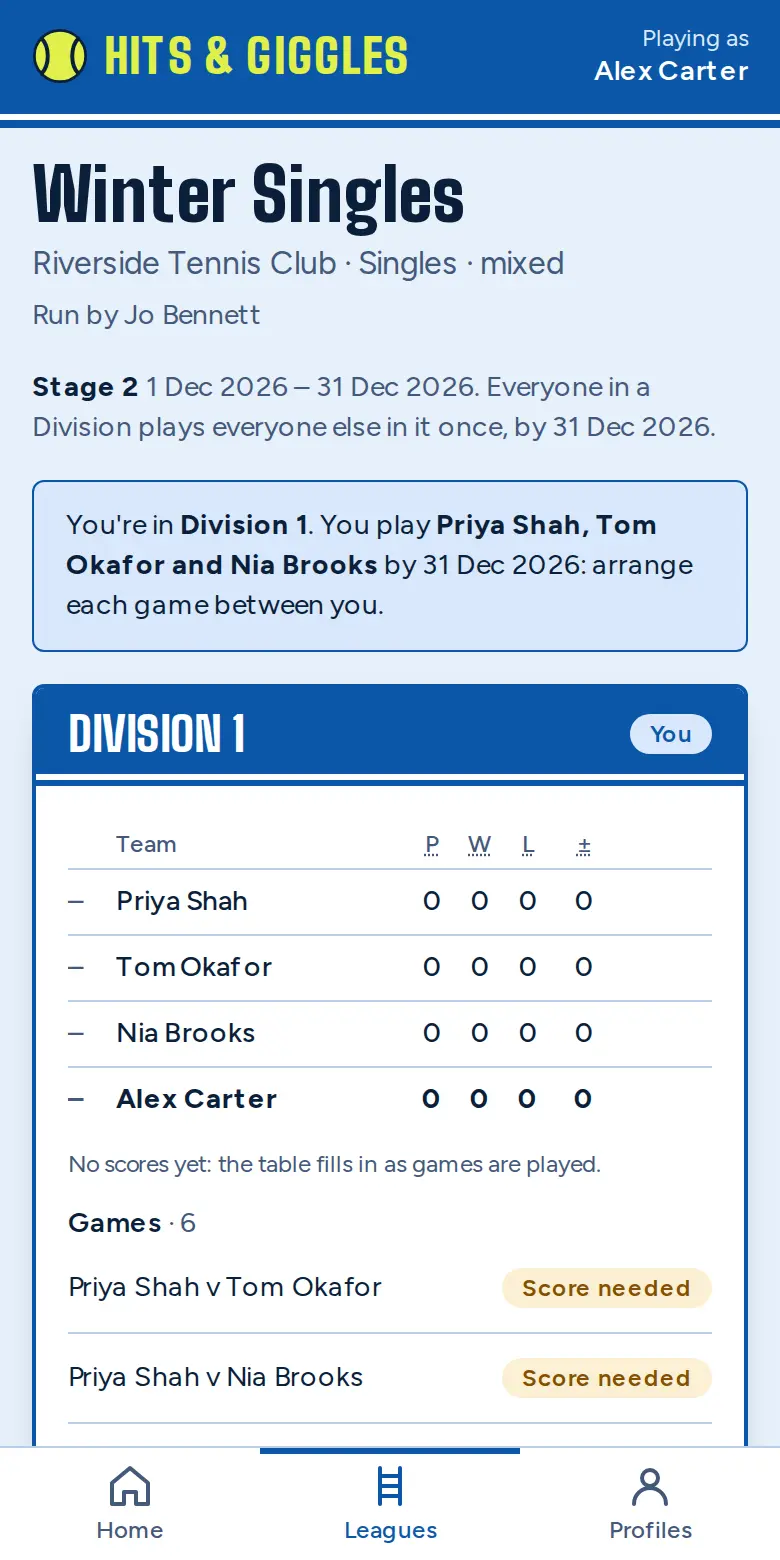 HITS & GIGGLES
Playing as
Alex Carter
Winter Singles
Riverside Tennis Club · Singles · mixed
Run by Jo Bennett
Stage 2 1 Dec 2026 – 31 Dec 2026. Everyone in a
Division plays everyone else in it once, by 31 Dec 2026.
You're in Division 1. You play Priya Shah, Tom
Okafor and Nia Brooks by 31 Dec 2026: arrange
each game between you.
DIVISION 1 You
Team P W L ±
– Priya Shah 0 0 0 0
– Tom Okafor 0 0 0 0
– Nia Brooks 0 0 0 0
– Alex Carter 0 0 0 0
No scores yet: the table fills in as games are played.
Games · 6
Priya Shah v Tom Okafor Score needed
Priya Shah v Nia Brooks Score needed
Home Leagues Profiles